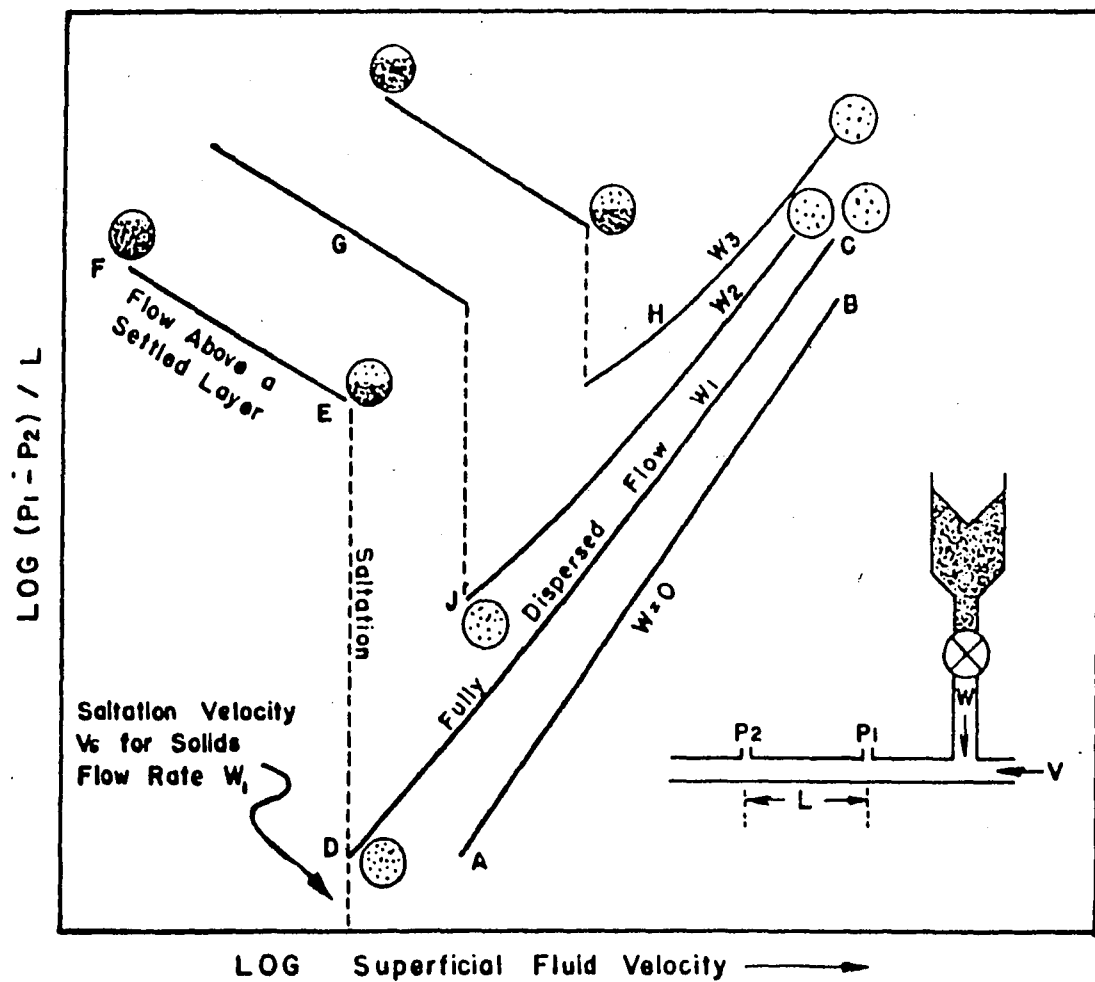 LOG (P1-P2) / L
F
Flow Above a
Settled Layer
G
E
Saltation
H
W3
W2
C
B
W1
Fully Dispersed Flow
W=0
J
D
A
Saltation Velocity
Vs for Solids
Flow Rate W1
W
P2
P1
V
L
LOG Superficial Fluid Velocity